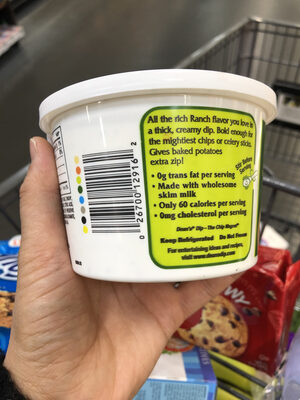 All the rich Ranch flavor you love in
a thick, creamy dip. Bold enough for
the mightiest chips or celery sticks.
Gives baked potatoes
extra zip!
Stir Before
Serving
• 0g trans fat per serving
• Made with wholesome
skim milk
• Only 60 calories per serving
• 0mg cholesterol per serving
Dean's® Dip – The Chip Magnet®
Keep Refrigerated Do Not Freeze
For entertaining ideas and recipes,
visit www.deansdip.com
0 26700 12916 2